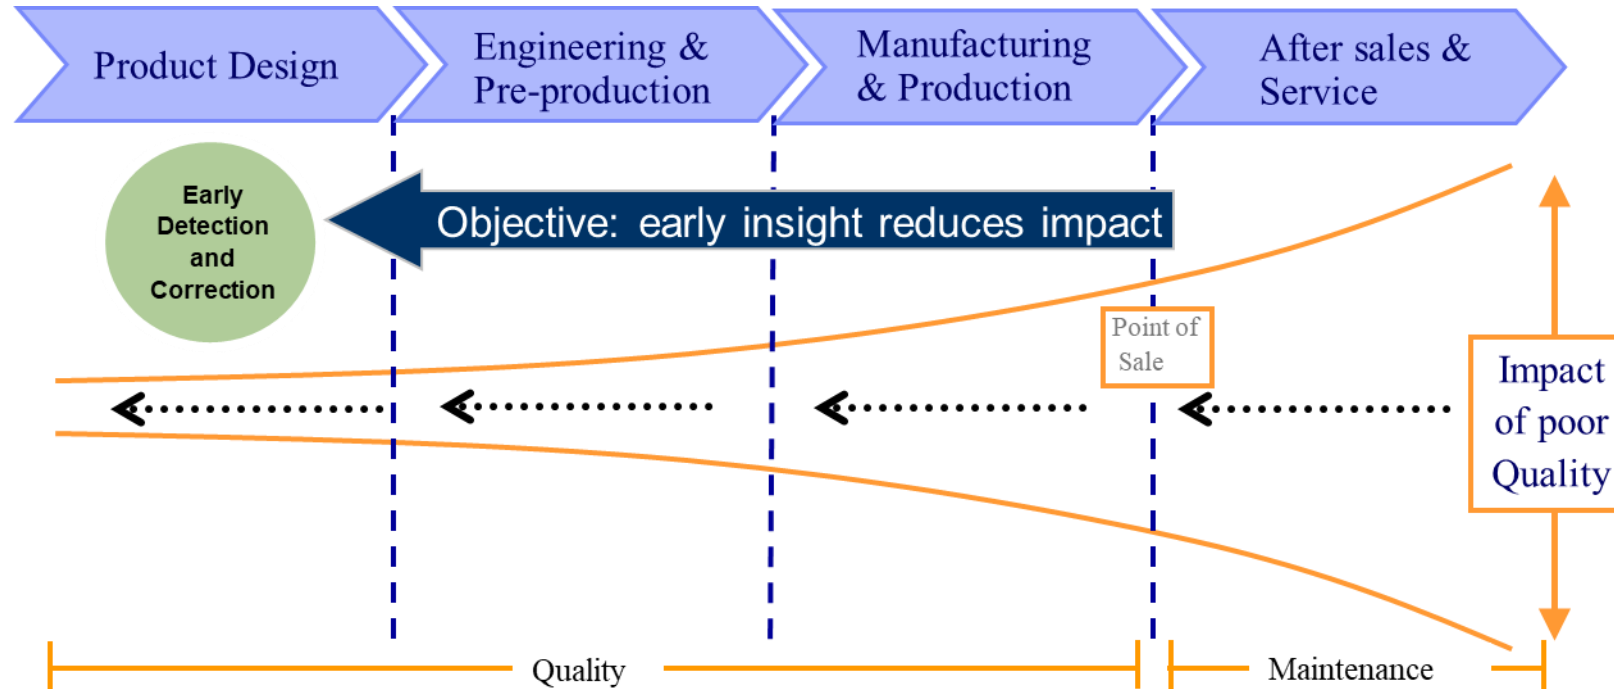 Product Design
Engineering &
Pre-production
Manufacturing
& Production
After sales &
Service
Early
Detection
and
Correction
Objective: early insight reduces impact
Point of
Sale
Impact
of poor
Quality
Quality
Maintenance